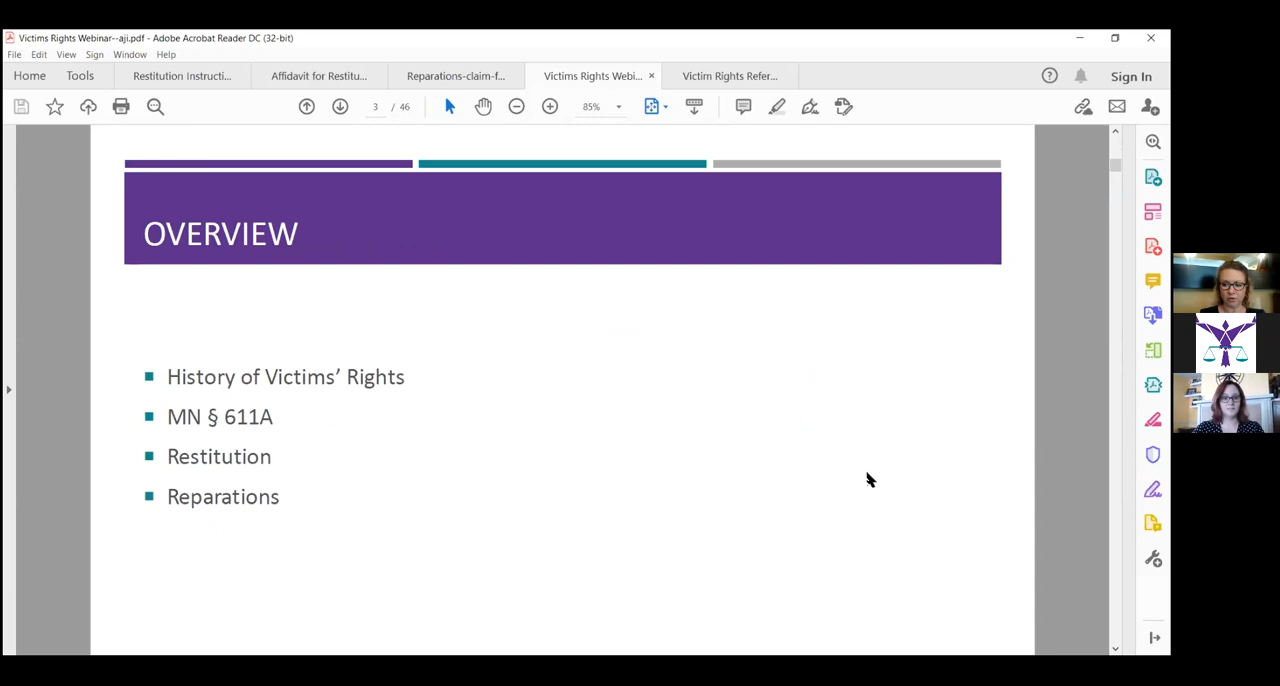 Victims Rights Webinar--aji.pdf - Adobe Acrobat Reader DC (32-bit)
File Edit View Sign Window Help
Home Tools Restitution Instructi... Affidavit for Restitu... Reparations-claim-f... Victims Rights Webi... × Victim Rights Refer... Sign In
3 / 46 85%
OVERVIEW
History of Victims’ Rights
MN § 611A
Restitution
Reparations